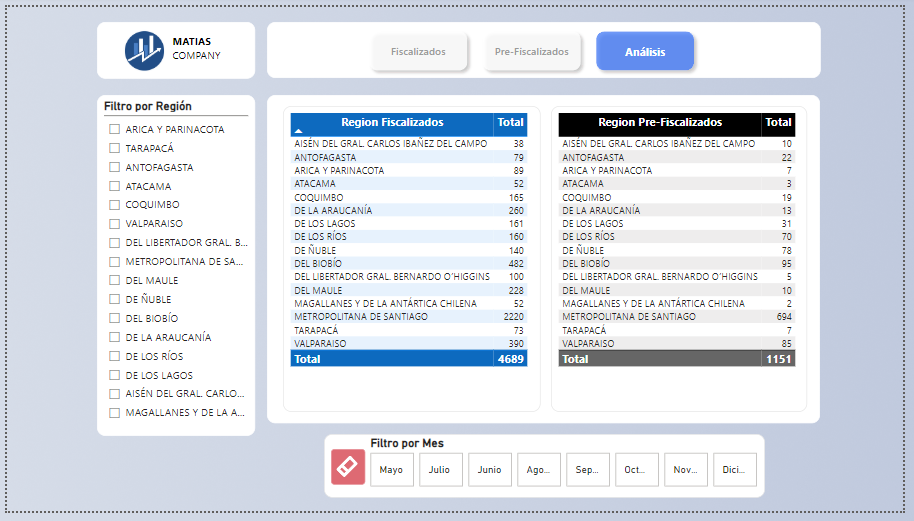 MATIAS
COMPANY
Fiscalizados
Pre-Fiscalizados
Análisis
Filtro por Región
ARICA Y PARINACOTA
TARAPACÁ
ANTOFAGASTA
ATACAMA
COQUIMBO
VALPARAISO
DEL LIBERTADOR GRAL. B...
METROPOLITANA DE SA...
DEL MAULE
DE ÑUBLE
DEL BIOBÍO
DE LA ARAUCANÍA
DE LOS RÍOS
DE LOS LAGOS
AISÉN DEL GRAL. CARLO...
MAGALLANES Y DE LA A...
Region Fiscalizados Total
AISÉN DEL GRAL. CARLOS IBAÑEZ DEL CAMPO 38
ANTOFAGASTA 79
ARICA Y PARINACOTA 89
ATACAMA 52
COQUIMBO 165
DE LA ARAUCANÍA 260
DE LOS LAGOS 161
DE LOS RÍOS 160
DE ÑUBLE 140
DEL BIOBÍO 482
DEL LIBERTADOR GRAL. BERNARDO O'HIGGINS 100
DEL MAULE 228
MAGALLANES Y DE LA ANTÁRTICA CHILENA 52
METROPOLITANA DE SANTIAGO 2220
TARAPACÁ 73
VALPARAISO 390
Total 4689
Region Pre-Fiscalizados Total
AISÉN DEL GRAL. CARLOS IBAÑEZ DEL CAMPO 10
ANTOFAGASTA 22
ARICA Y PARINACOTA 7
ATACAMA 3
COQUIMBO 19
DE LA ARAUCANÍA 13
DE LOS LAGOS 31
DE LOS RÍOS 70
DE ÑUBLE 78
DEL BIOBÍO 95
DEL LIBERTADOR GRAL. BERNARDO O'HIGGINS 5
DEL MAULE 10
MAGALLANES Y DE LA ANTÁRTICA CHILENA 2
METROPOLITANA DE SANTIAGO 694
TARAPACÁ 7
VALPARAISO 85
Total 1151
Filtro por Mes
Mayo Julio Junio Ago... Sep... Oct... Nov... Dici...